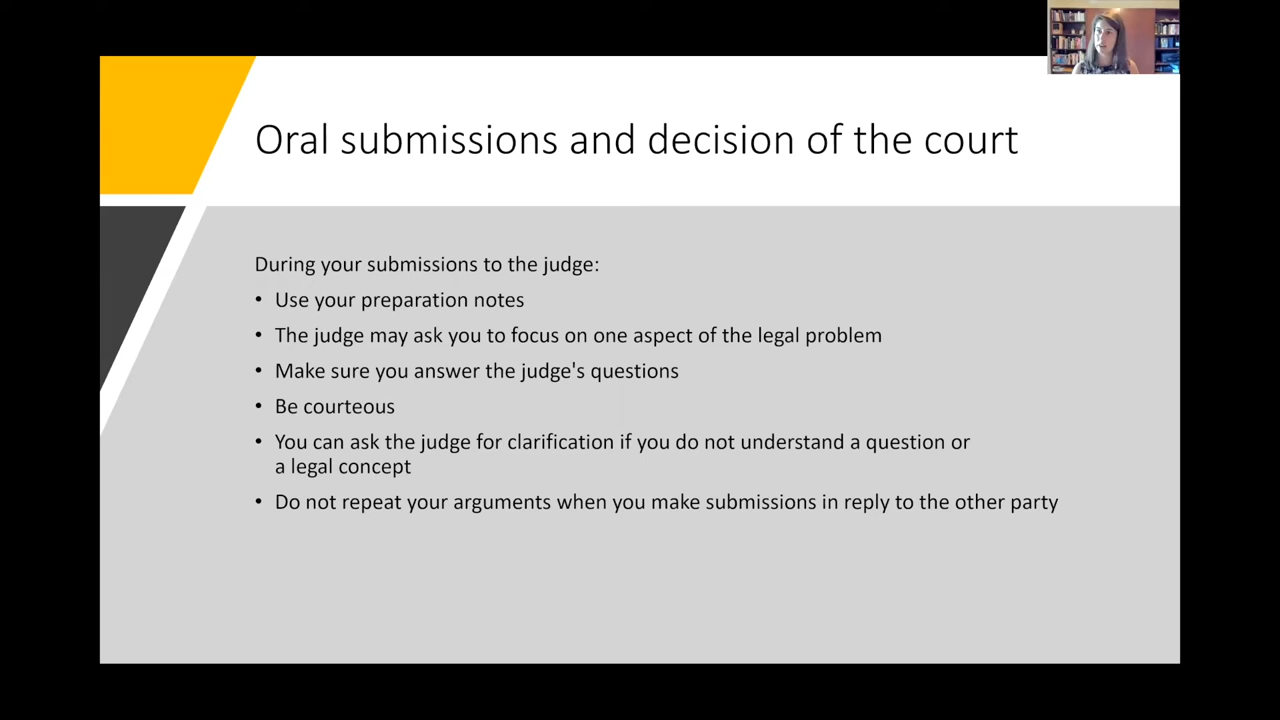 Oral submissions and decision of the court
During your submissions to the judge:
• Use your preparation notes
• The judge may ask you to focus on one aspect of the legal problem
• Make sure you answer the judge's questions
• Be courteous
• You can ask the judge for clarification if you do not understand a question or
a legal concept
• Do not repeat your arguments when you make submissions in reply to the other party